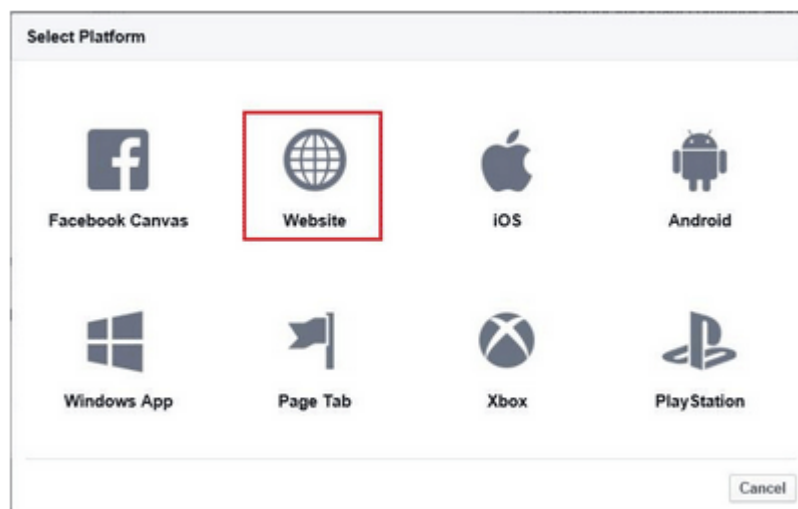 Select Platform
Facebook Canvas
Website
iOS
Android
Windows App
Page Tab
Xbox
PlayStation
Cancel